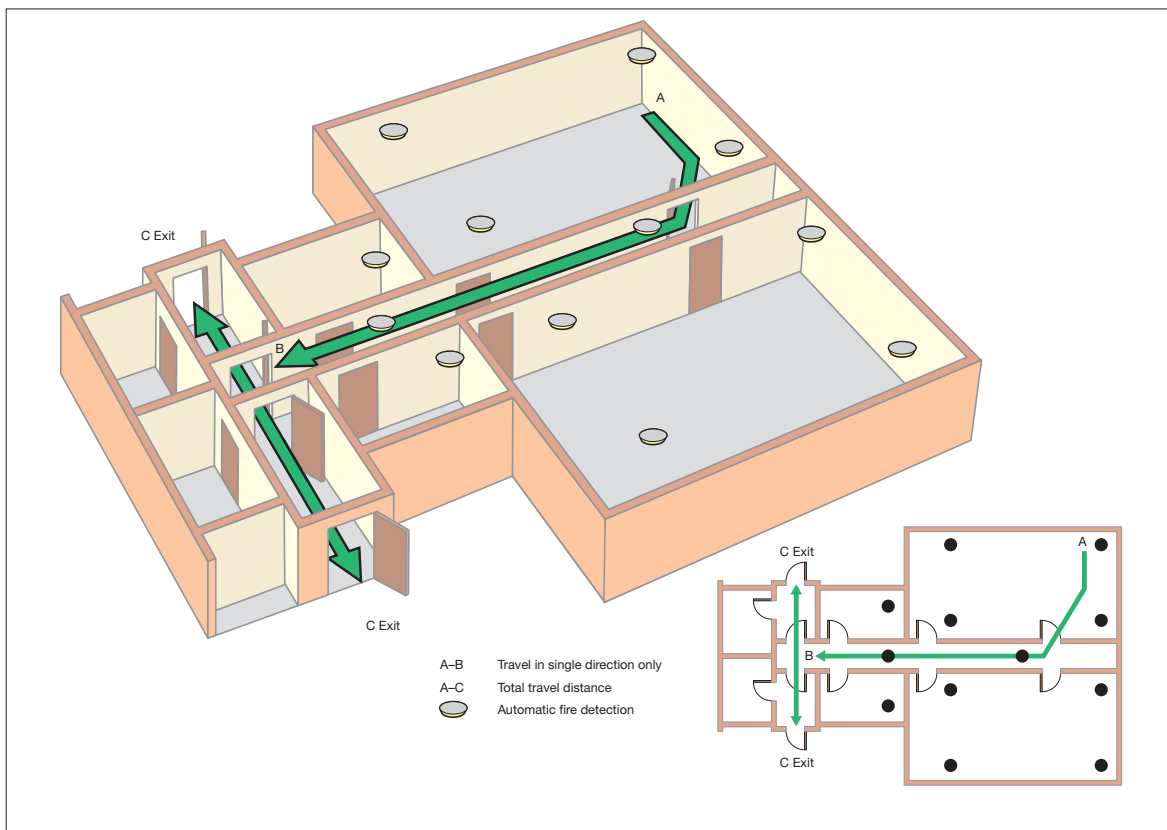 A
C Exit
B
C Exit
A–B Travel in single direction only
A–C Total travel distance
Automatic fire detection
C Exit
A
B
C Exit